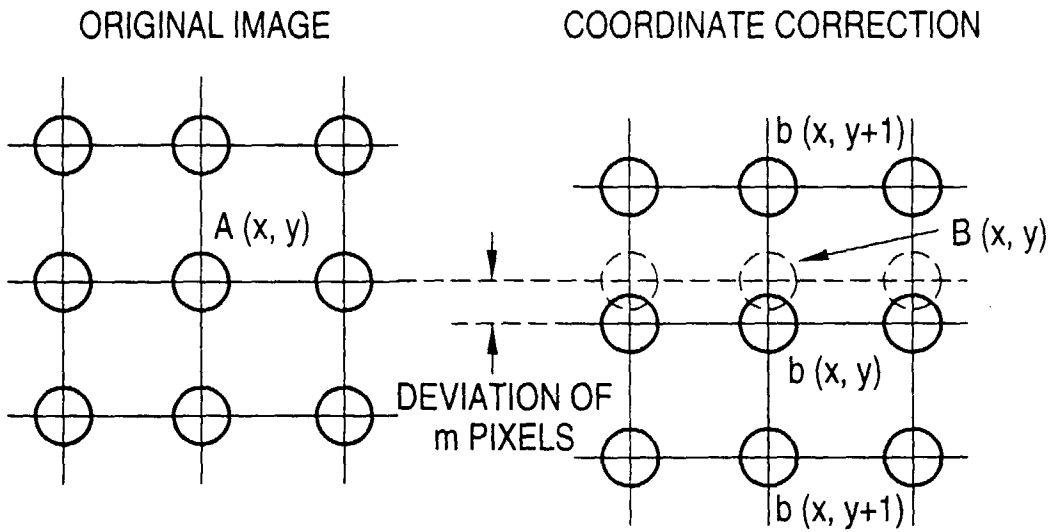 ORIGINAL IMAGE
COORDINATE CORRECTION
b (x, y+1)
A (x, y)
B (x, y)
b (x, y)
DEVIATION OF
m PIXELS
b (x, y+1)